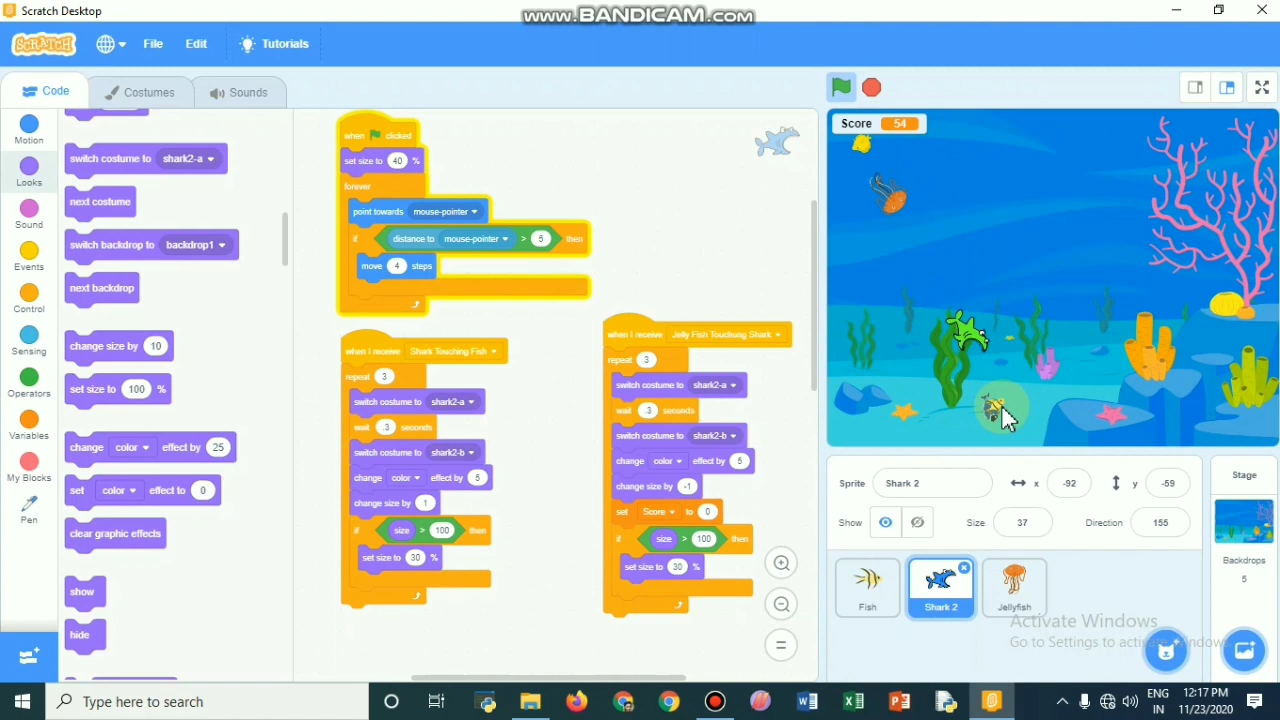 Scratch Desktop
www.BANDICAM.com
SCRATCH
File
Edit
Tutorials
Code
Costumes
Sounds
Motion
Looks
Sound
Events
Control
Sensing
Operators
Variables
My Blocks
Pen
switch costume to shark2-a
next costume
switch backdrop to backdrop1
next backdrop
change size by 10
set size to 100 %
change color effect by 25
set color effect to 0
clear graphic effects
show
hide
when clicked
set size to 40 %
forever
point towards mouse-pointer
if distance to mouse-pointer > 5 then
move 4 steps
when I receive Shark Touching Fish
repeat 3
switch costume to shark2-a
wait .3 seconds
switch costume to shark2-b
change color effect by 5
change size by 1
if size > 100 then
set size to 30 %
when I receive Jelly Fish Touchung Shark
repeat 3
switch costume to shark2-a
wait .3 seconds
switch costume to shark2-b
change color effect by 5
change size by -1
set Score to 0
if size > 100 then
set size to 30 %
Score 54
Sprite Shark 2 x -92 y -59
Show Size 37 Direction 155
Fish
Shark 2
Jellyfish
Stage
Backdrops
5
Activate Windows
Go to Settings to activate Windows.
Type here to search
ENG
IN
12:17 PM
11/23/2020